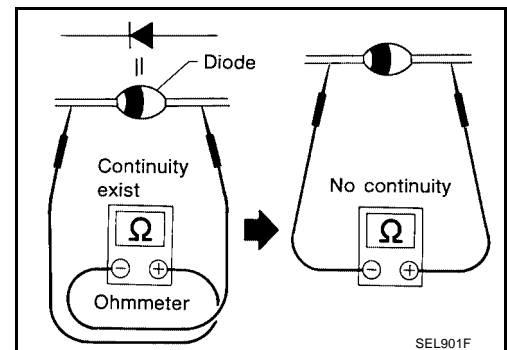 Diode
Continuity
exist
No continuity
Ω
Ω
− +
− +
Ohmmeter
SEL901F